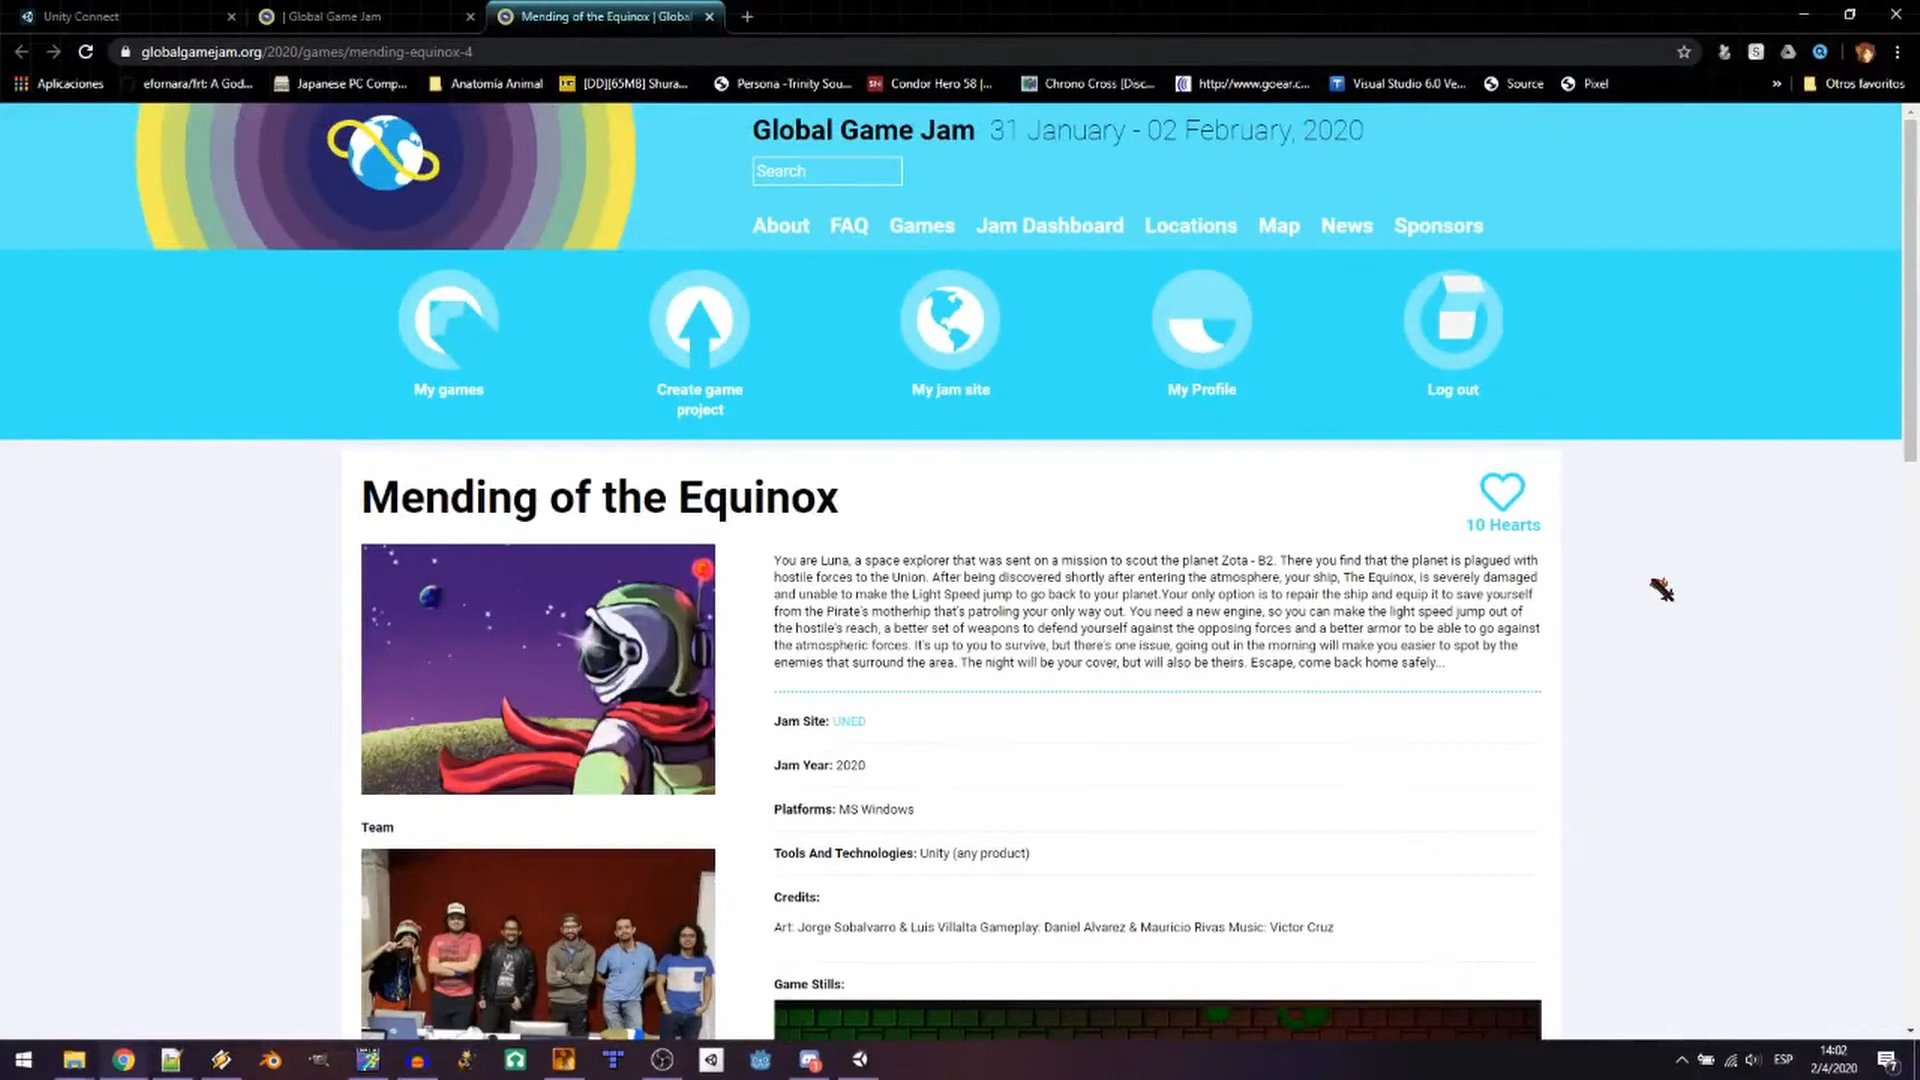 Unity Connect
| Global Game Jam
Mending of the Equinox | Global
globalgamejam.org/2020/games/mending-equinox-4
Aplicaciones
efornara/frt: A God...
Japanese PC Comp...
Anatomía Animal
[DD][65MB] Shura...
Persona -Trinity Sou...
Condor Hero 58 |...
Chrono Cross [Disc...
http://www.goear.c...
Visual Studio 6.0 Ve...
Source
Pixel
»
Otros favoritos
Global Game Jam 31 January - 02 February, 2020
Search
About FAQ Games Jam Dashboard Locations Map News Sponsors
My games
Create game
project
My jam site
My Profile
Log out
Mending of the Equinox
10 Hearts
You are Luna, a space explorer that was sent on a mission to scout the planet Zota - B2. There you find that the planet is plagued with
hostile forces to the Union. After being discovered shortly after entering the atmosphere, your ship, The Equinox, is severely damaged
and unable to make the Light Speed jump to go back to your planet.Your only option is to repair the ship and equip it to save yourself
from the Pirate's motherhip that's patroling your only way out. You need a new engine, so you can make the light speed jump out of
the hostile's reach, a better set of weapons to defend yourself against the opposing forces and a better armor to be able to go against
the atmospheric forces. It's up to you to survive, but there's one issue, going out in the morning will make you easier to spot by the
enemies that surround the area. The night will be your cover, but will also be theirs. Escape, come back home safely...
Jam Site: UNED
Jam Year: 2020
Platforms: MS Windows
Tools And Technologies: Unity (any product)
Credits:
Art: Jorge Sobalvarro & Luis Villalta Gameplay: Daniel Alvarez & Mauricio Rivas Music: Victor Cruz
Game Stills:
Team
ESP
14:02
2/4/2020